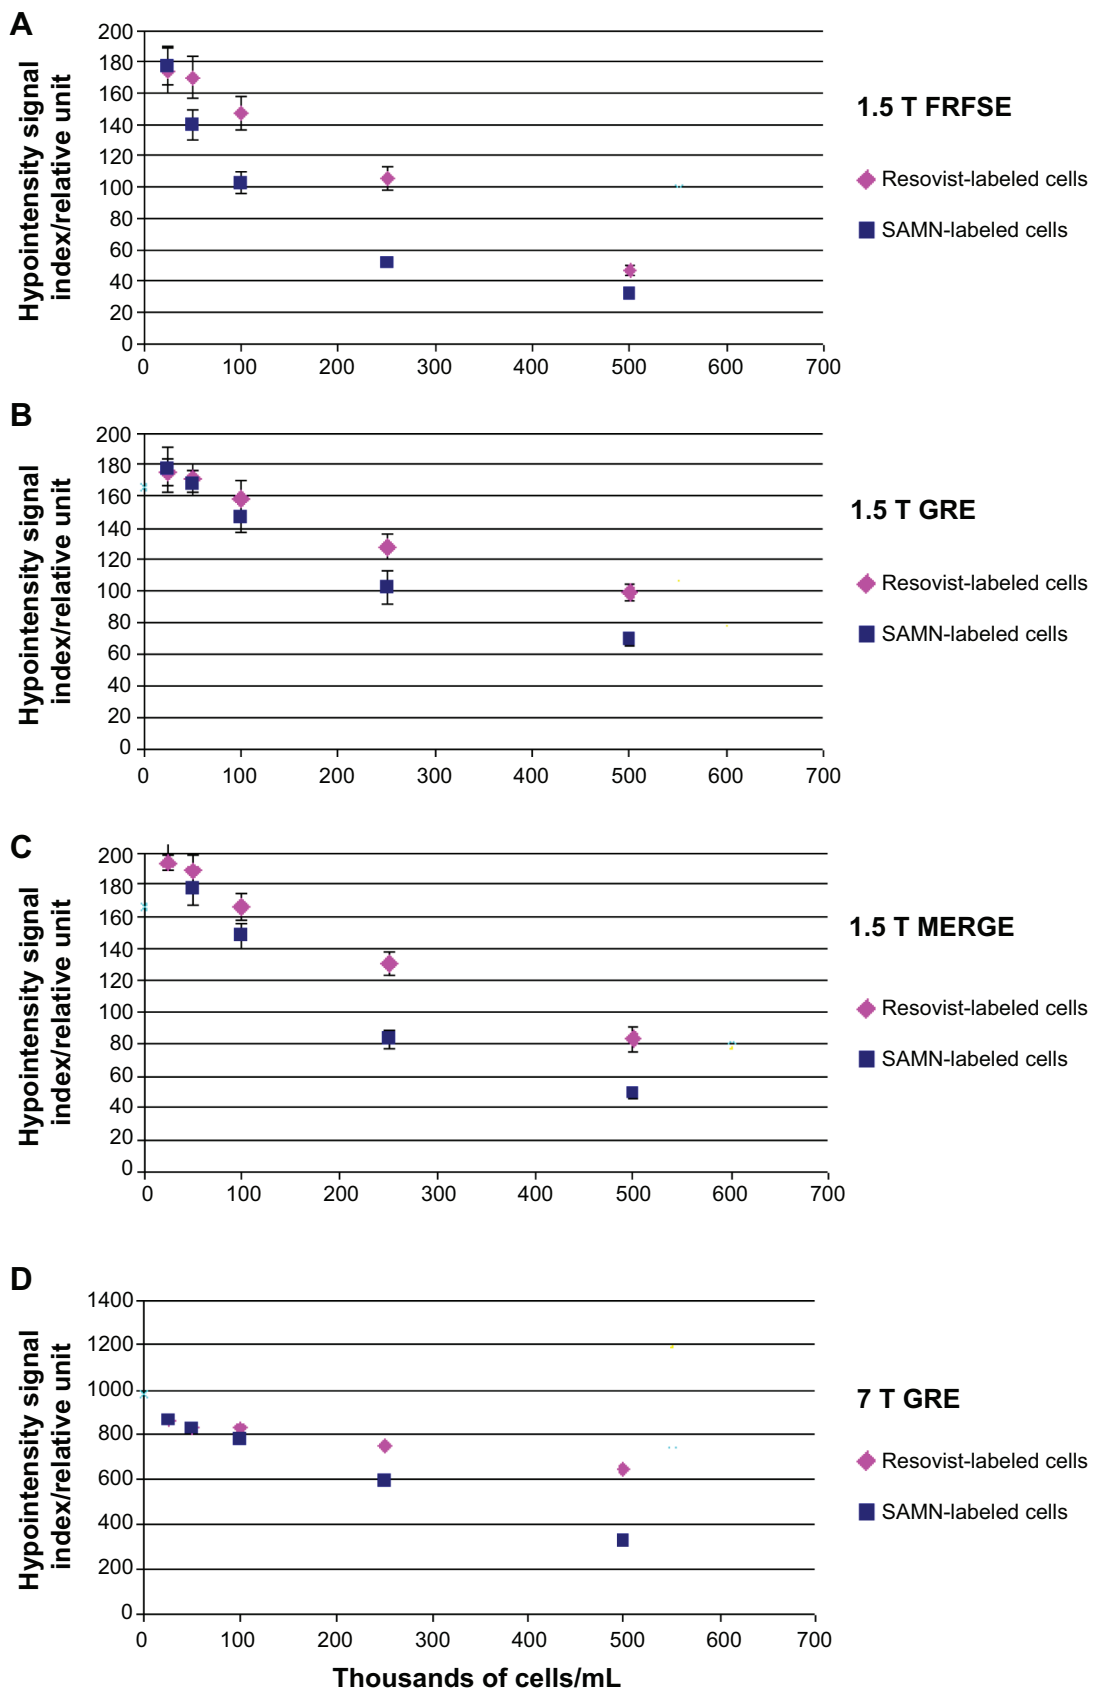 A
Hypointensity signal
index/relative unit
200
180
160
140
120
100
80
60
40
20
0
0 100 200 300 400 500 600 700
1.5 T FRFSE
Resovist-labeled cells
SAMN-labeled cells
B
Hypointensity signal
index/relative unit
200
180
160
140
120
100
80
60
40
20
0
0 100 200 300 400 500 600 700
1.5 T GRE
Resovist-labeled cells
SAMN-labeled cells
C
Hypointensity signal
index/relative unit
200
180
160
140
120
100
80
60
40
20
0
0 100 200 300 400 500 600 700
1.5 T MERGE
Resovist-labeled cells
SAMN-labeled cells
D
Hypointensity signal
index/relative unit
1400
1200
1000
800
600
400
200
0
0 100 200 300 400 500 600 700
Thousands of cells/mL
7 T GRE
Resovist-labeled cells
SAMN-labeled cells